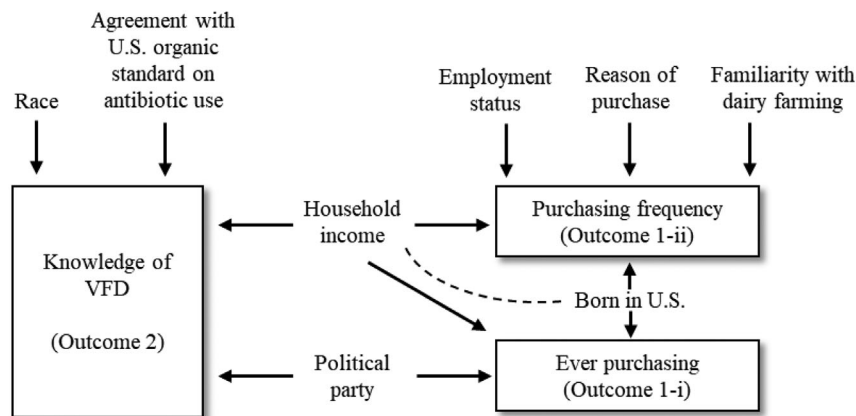 Agreement with
U.S. organic
standard on
antibiotic use
Race
Employment
status
Reason of
purchase
Familiarity with
dairy farming
Household
income
Purchasing frequency
(Outcome 1-ii)
Knowledge of
VFD
(Outcome 2)
Born in U.S.
Political
party
Ever purchasing
(Outcome 1-i)